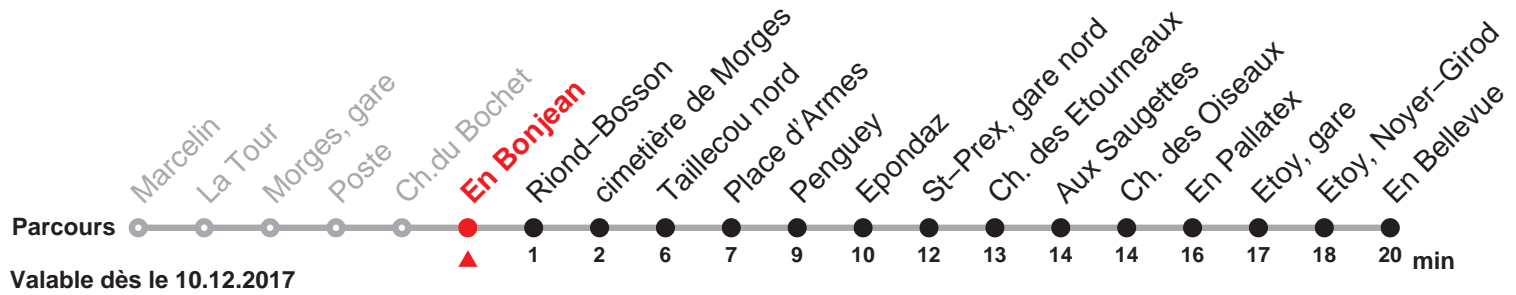 Marcelin
La Tour
Morges, gare
Poste
Ch.du Bochet
En Bonjean
Riond–Bosson
cimetière de Morges
Taillecou nord
Place d'Armes
Penguey
Epondaz
St–Prex, gare nord
Ch. des Etourneaux
Aux Saugettes
Ch. des Oiseaux
En Pallatex
Etoy, gare
Etoy, Noyer–Girod
En Bellevue
Parcours
1 2 6 7 9 10 12 13 14 14 16 17 18 20 min
Valable dès le 10.12.2017